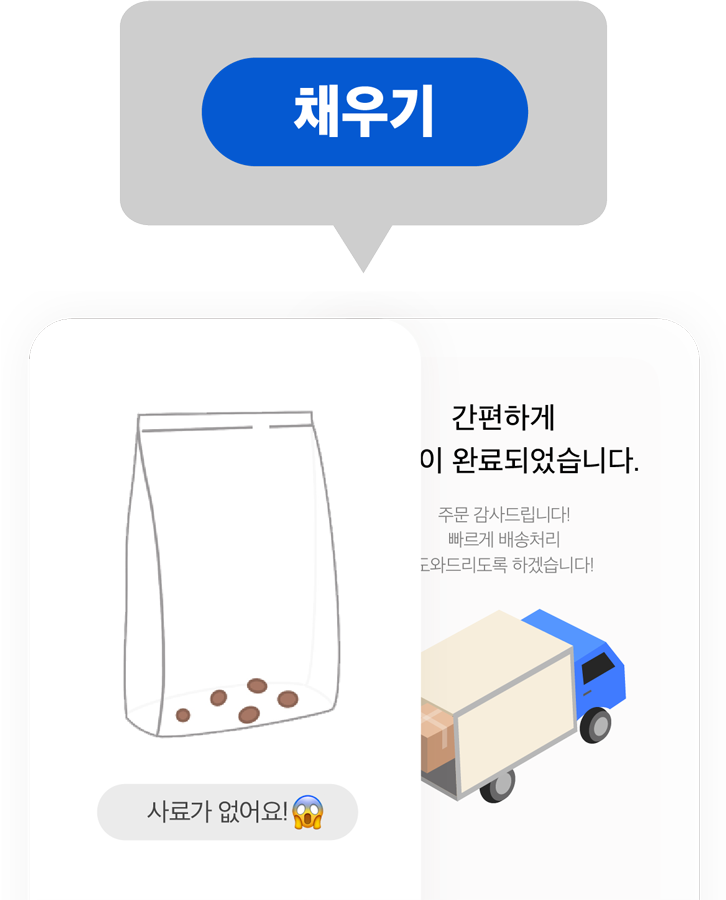 채우기
간편하게
이 완료되었습니다.
주문 감사드립니다!
빠르게 배송처리
도와드리도록 하겠습니다!
사료가 없어요!😱